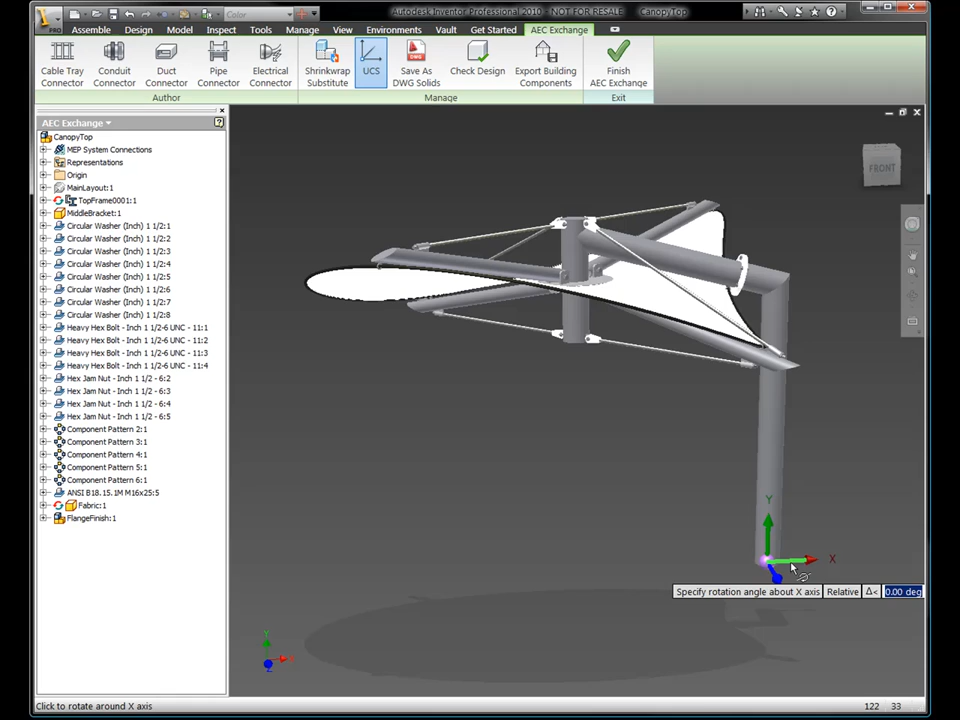 Color
Autodesk Inventor Professional 2010 - NOT FOR RESALE CanopyTop
PRO
Assemble Design Model Inspect Tools Manage View Environments Vault Get Started AEC Exchange
Cable Tray Connector
Conduit Connector
Duct Connector
Pipe Connector
Electrical Connector
Shrinkwrap Substitute
UCS
Save As DWG Solids
Check Design
Export Building Components
Finish AEC Exchange
Author Manage Exit
AEC Exchange
CanopyTop
MEP System Connections
Representations
Origin
MainLayout:1
TopFrame0001:1
MiddleBracket:1
Circular Washer (Inch) 1 1/2:1
Circular Washer (Inch) 1 1/2:2
Circular Washer (Inch) 1 1/2:3
Circular Washer (Inch) 1 1/2:4
Circular Washer (Inch) 1 1/2:5
Circular Washer (Inch) 1 1/2:6
Circular Washer (Inch) 1 1/2:7
Circular Washer (Inch) 1 1/2:8
Heavy Hex Bolt - Inch 1 1/2-6 UNC - 11:1
Heavy Hex Bolt - Inch 1 1/2-6 UNC - 11:2
Heavy Hex Bolt - Inch 1 1/2-6 UNC - 11:3
Heavy Hex Bolt - Inch 1 1/2-6 UNC - 11:4
Hex Jam Nut - Inch 1 1/2 - 6:2
Hex Jam Nut - Inch 1 1/2 - 6:3
Hex Jam Nut - Inch 1 1/2 - 6:4
Hex Jam Nut - Inch 1 1/2 - 6:5
Component Pattern 2:1
Component Pattern 3:1
Component Pattern 4:1
Component Pattern 5:1
Component Pattern 6:1
ANSI B18.15.1M M16x25:5
Fabric:1
FlangeFinish:1
FRONT
Y
X
Specify rotation angle about X axis Relative Δ< 0.00 deg
Y
Z
Click to rotate around X axis 122 33